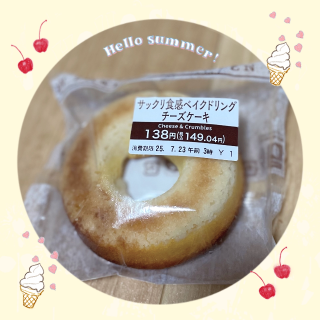 Hello summer!
サックリ食感ベイクドリング
チーズケーキ
Cheese & Crumbles
138円(税込149.04円)
消費期限 25. 7.23 午前 3時 Y 1